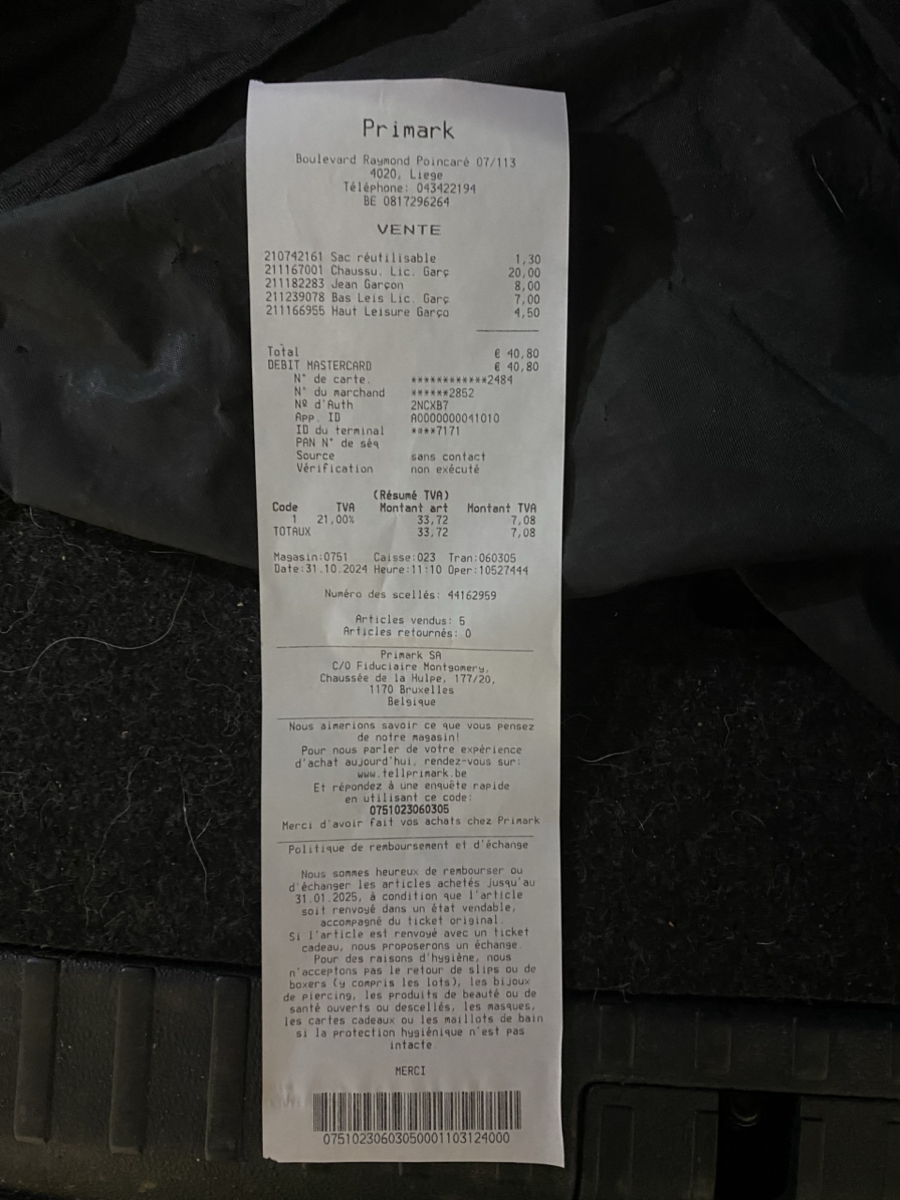 Primark
Boulevard Raymond Poincaré 07/113
4020, Liege
Téléphone: 043422194
BE 0817296264
VENTE
210742161 Sac réutilisable 1,30
211167001 Chaussu. Lic. Garç 20,00
211182283 Jean Garçon 8,00
211239078 Bas Leis Lic. Garç 7,00
211166955 Haut Leisure Garço 4,50
Total € 40,80
DEBIT MASTERCARD € 40,80
N° de carte. ************2484
N° du marchand ******2852
Nº d'Auth 2NCXB7
App. ID A0000000041010
ID du terminal ****7171
PAN N° de séq
Source sans contact
Vérification non exécuté
(Résumé TVA)
Code TVA Montant art Montant TVA
1 21,00% 33,72 7,08
TOTAUX 33,72 7,08
Magasin:0751 Caisse:023 Tran:060305
Date:31.10.2024 Heure:11:10 Oper:10527444
Numéro des scellés: 44162959
Articles vendus: 5
Articles retournés: 0
Primark SA
C/O Fiduciaire Montgomery,
Chaussée de la Hulpe, 177/20,
1170 Bruxelles
Belgique
Nous aimerions savoir ce que vous pensez
de notre magasin!
Pour nous parler de votre expérience
d'achat aujourd'hui, rendez-vous sur:
www.tellprimark.be
Et répondez à une enquête rapide
en utilisant ce code:
0751023060305
Merci d'avoir fait vos achats chez Primark
Politique de remboursement et d'échange
Nous sommes heureux de rembourser ou
d'échanger les articles achetés jusqu'au
31.01.2025, à condition que l'article
soit renvoyé dans un état vendable,
accompagné du ticket original.
Si l'article est renvoyé avec un ticket
cadeau, nous proposerons un échange.
Pour des raisons d'hygiène, nous
n'acceptons pas le retour de slips ou de
boxers (y compris les lots), les bijoux
de piercing, les produits de beauté ou de
santé ouverts ou descellés, les masques,
les cartes cadeaux ou les maillots de bain
si la protection hygiénique n'est pas
intacte.
MERCI
07510230603050001103124000